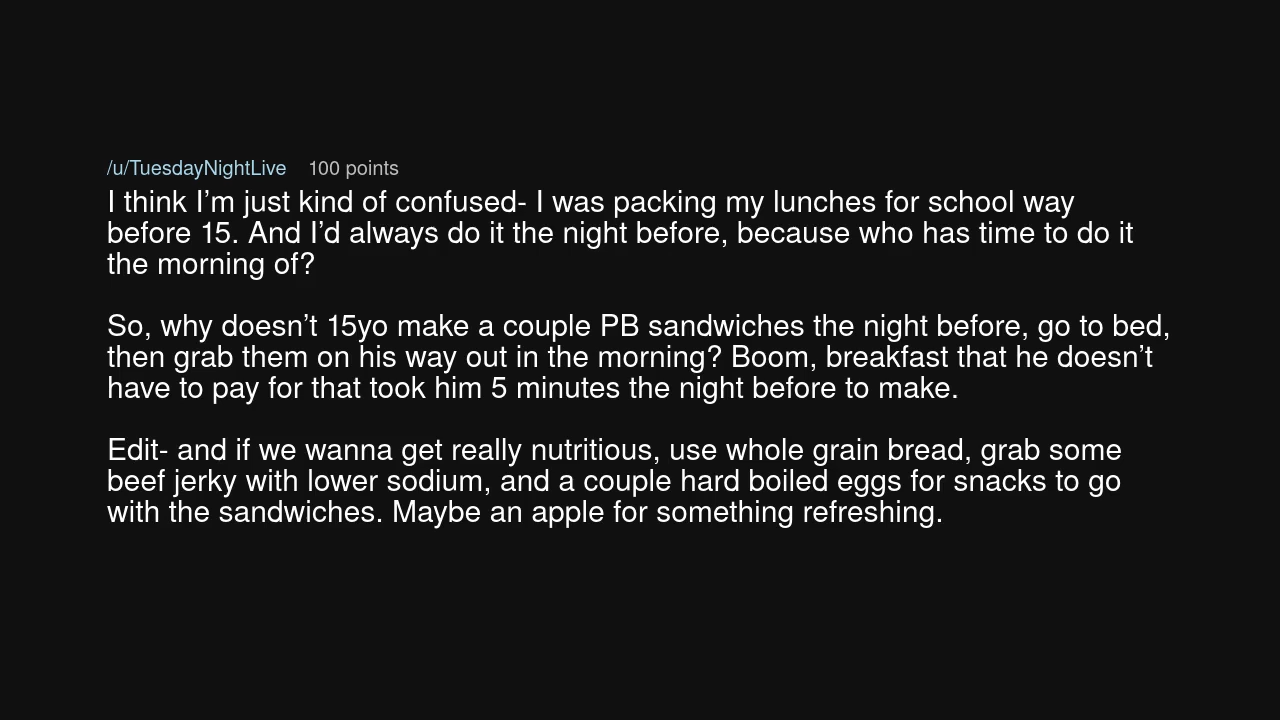 /u/TuesdayNightLive 100 points
I think I’m just kind of confused- I was packing my lunches for school way
before 15. And I’d always do it the night before, because who has time to do it
the morning of?
So, why doesn’t 15yo make a couple PB sandwiches the night before, go to bed,
then grab them on his way out in the morning? Boom, breakfast that he doesn’t
have to pay for that took him 5 minutes the night before to make.
Edit- and if we wanna get really nutritious, use whole grain bread, grab some
beef jerky with lower sodium, and a couple hard boiled eggs for snacks to go
with the sandwiches. Maybe an apple for something refreshing.